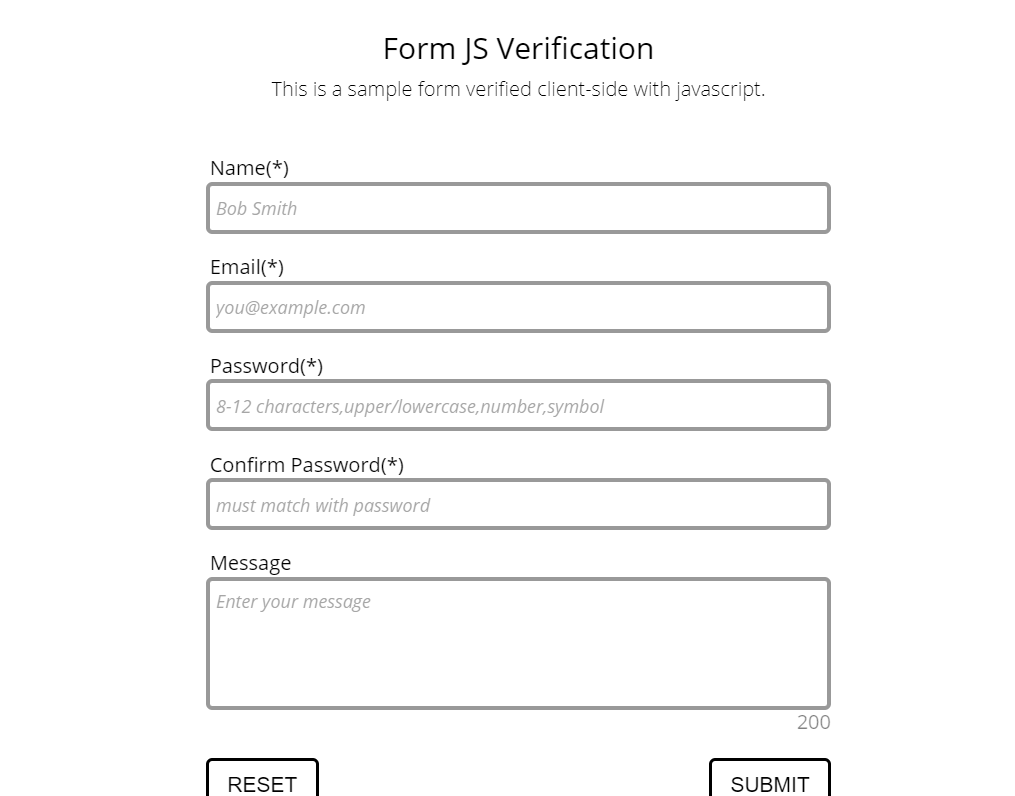 Form JS Verification
This is a sample form verified client-side with javascript.
Name(*)
Bob Smith
Email(*)
you@example.com
Password(*)
8-12 characters,upper/lowercase,number,symbol
Confirm Password(*)
must match with password
Message
Enter your message
200
RESET SUBMIT